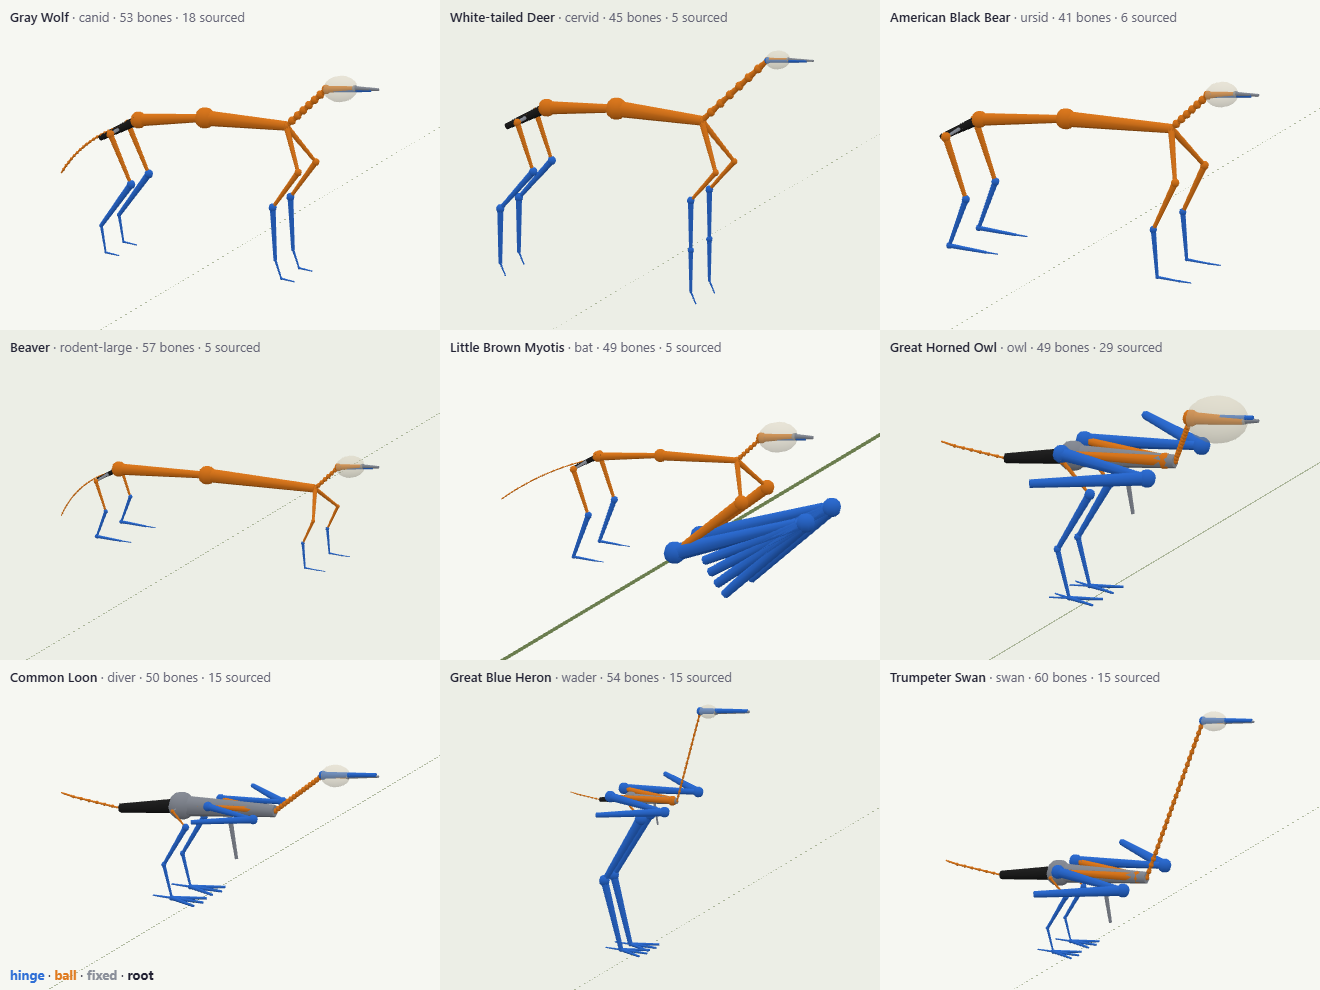 Gray Wolf · canid · 53 bones · 18 sourced
White-tailed Deer · cervid · 45 bones · 5 sourced
American Black Bear · ursid · 41 bones · 6 sourced
Beaver · rodent-large · 57 bones · 5 sourced
Little Brown Myotis · bat · 49 bones · 5 sourced
Great Horned Owl · owl · 49 bones · 29 sourced
Common Loon · diver · 50 bones · 15 sourced
Great Blue Heron · wader · 54 bones · 15 sourced
Trumpeter Swan · swan · 60 bones · 15 sourced
hinge · ball · fixed · root